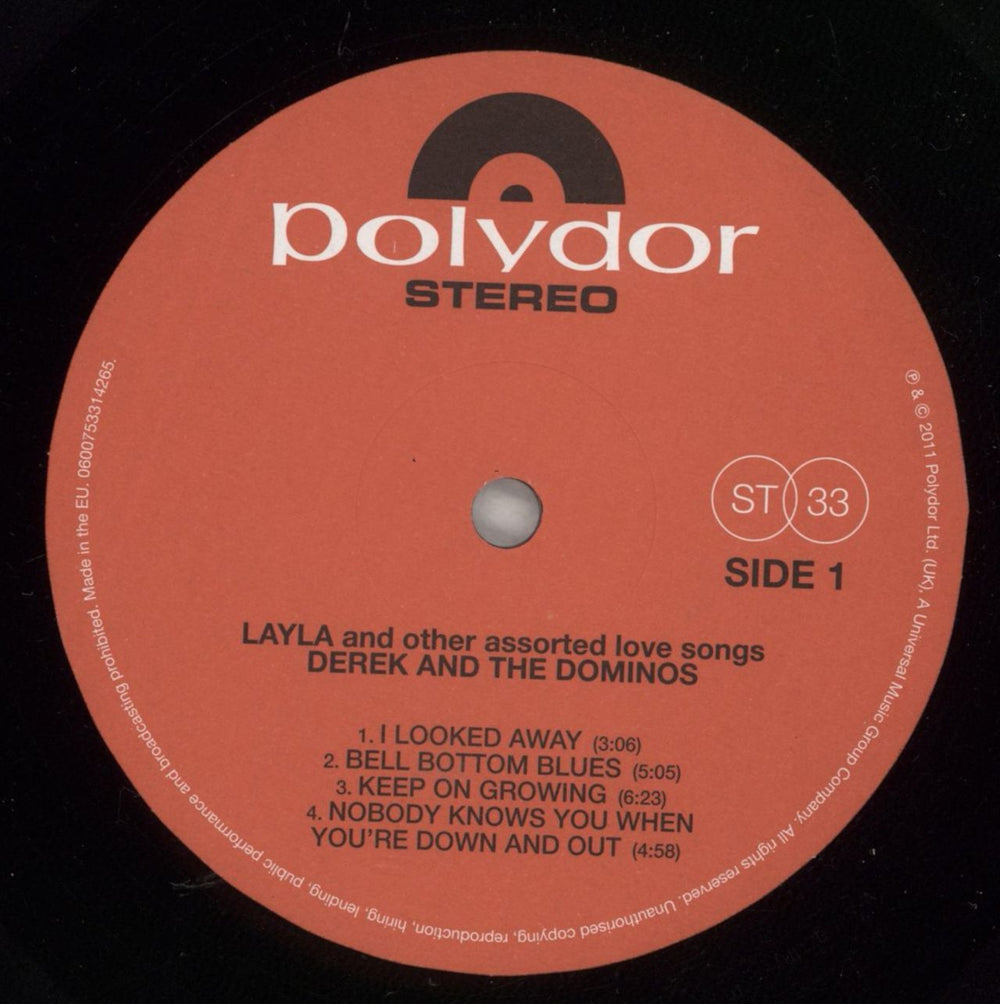 polydor
STEREO
ST 33
SIDE 1
LAYLA and other assorted love songs
DEREK AND THE DOMINOS
1. I LOOKED AWAY (3:06)
2. BELL BOTTOM BLUES (5:05)
3. KEEP ON GROWING (6:23)
4. NOBODY KNOWS YOU WHEN
YOU'RE DOWN AND OUT (4:58)
℗ & © 2011 Polydor Ltd. (UK), A Universal Music Group Company. All rights reserved. Unauthorised copying, reproduction, hiring, lending, public performance and broadcasting prohibited. Made in the EU. 0600753314265.